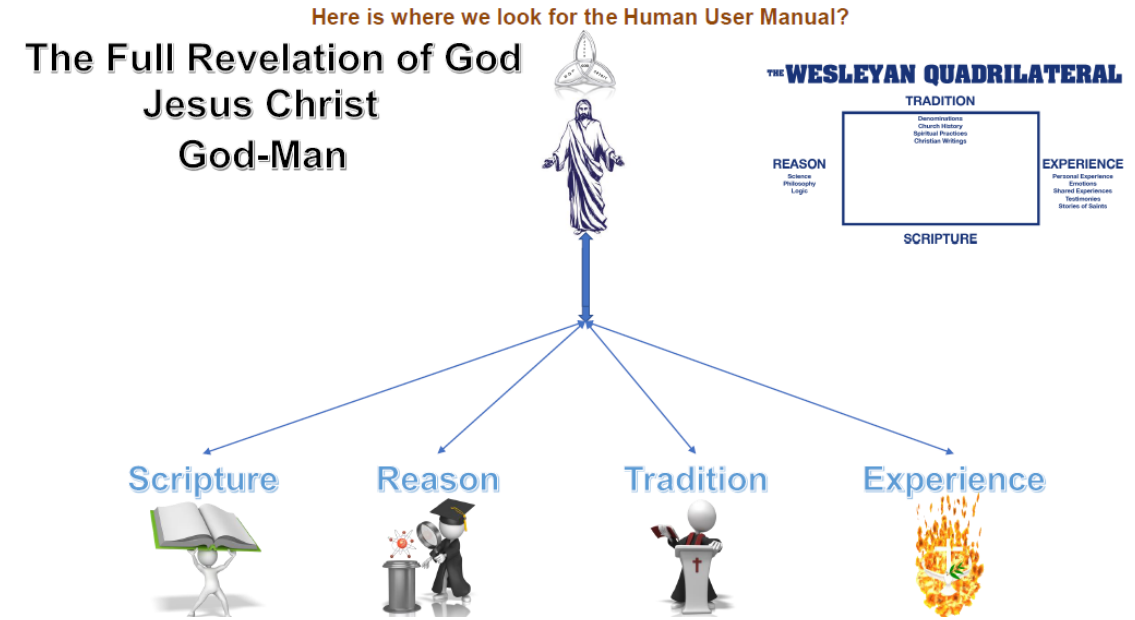 Here is where we look for the Human User Manual?
The Full Revelation of God
Jesus Christ
God-Man
THE WESLEYAN QUADRILATERAL
TRADITION
Denominations
Church History
Spiritual Practices
Christian Writings
REASON
Science
Philosophy
Logic
EXPERIENCE
Personal Experience
Emotions
Shared Experiences
Testimonies
Stories of Saints
SCRIPTURE
Scripture
Reason
Tradition
Experience